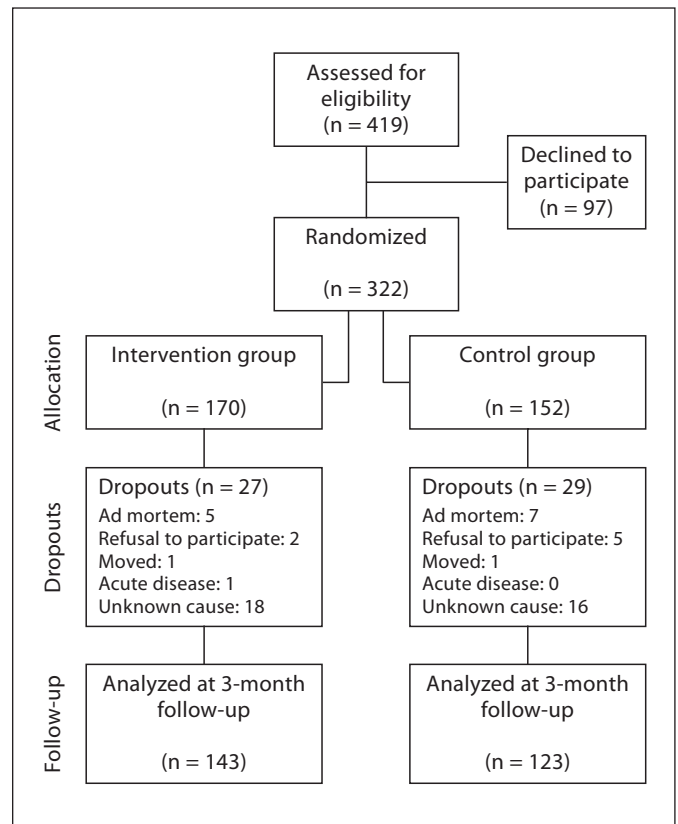 Assessed for
eligibility
(n = 419)
Declined to
participate
(n = 97)
Randomized
(n = 322)
Allocation
Intervention group
(n = 170)
Control group
(n = 152)
Dropouts
Dropouts (n = 27)
Ad mortem: 5
Refusal to participate: 2
Moved: 1
Acute disease: 1
Unknown cause: 18
Dropouts (n = 29)
Ad mortem: 7
Refusal to participate: 5
Moved: 1
Acute disease: 0
Unknown cause: 16
Follow-up
Analyzed at 3-month
follow-up
(n = 143)
Analyzed at 3-month
follow-up
(n = 123)